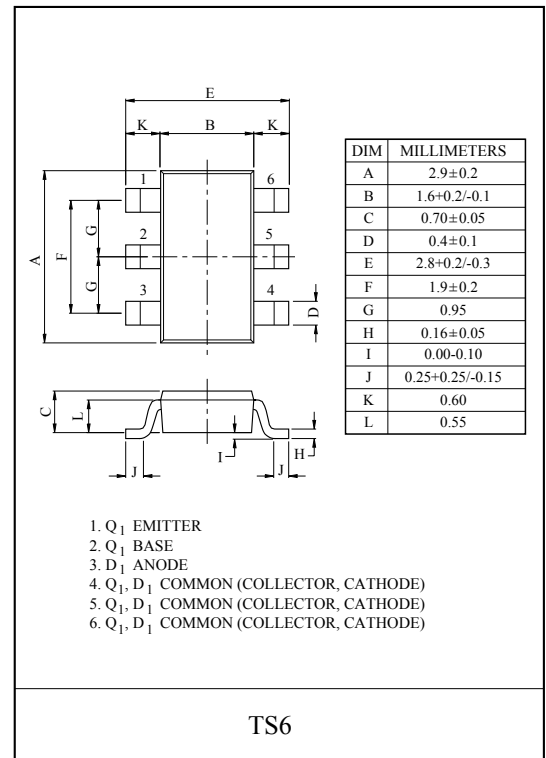 E
K B K
1 6
G
2 5
A F
G
3 4
D
C L
I H
J J
DIM MILLIMETERS
A 2.9±0.2
B 1.6+0.2/-0.1
C 0.70±0.05
D 0.4±0.1
E 2.8+0.2/-0.3
F 1.9±0.2
G 0.95
H 0.16±0.05
I 0.00-0.10
J 0.25+0.25/-0.15
K 0.60
L 0.55
1. Q1 EMITTER
2. Q1 BASE
3. D1 ANODE
4. Q1, D1 COMMON (COLLECTOR, CATHODE)
5. Q1, D1 COMMON (COLLECTOR, CATHODE)
6. Q1, D1 COMMON (COLLECTOR, CATHODE)
TS6